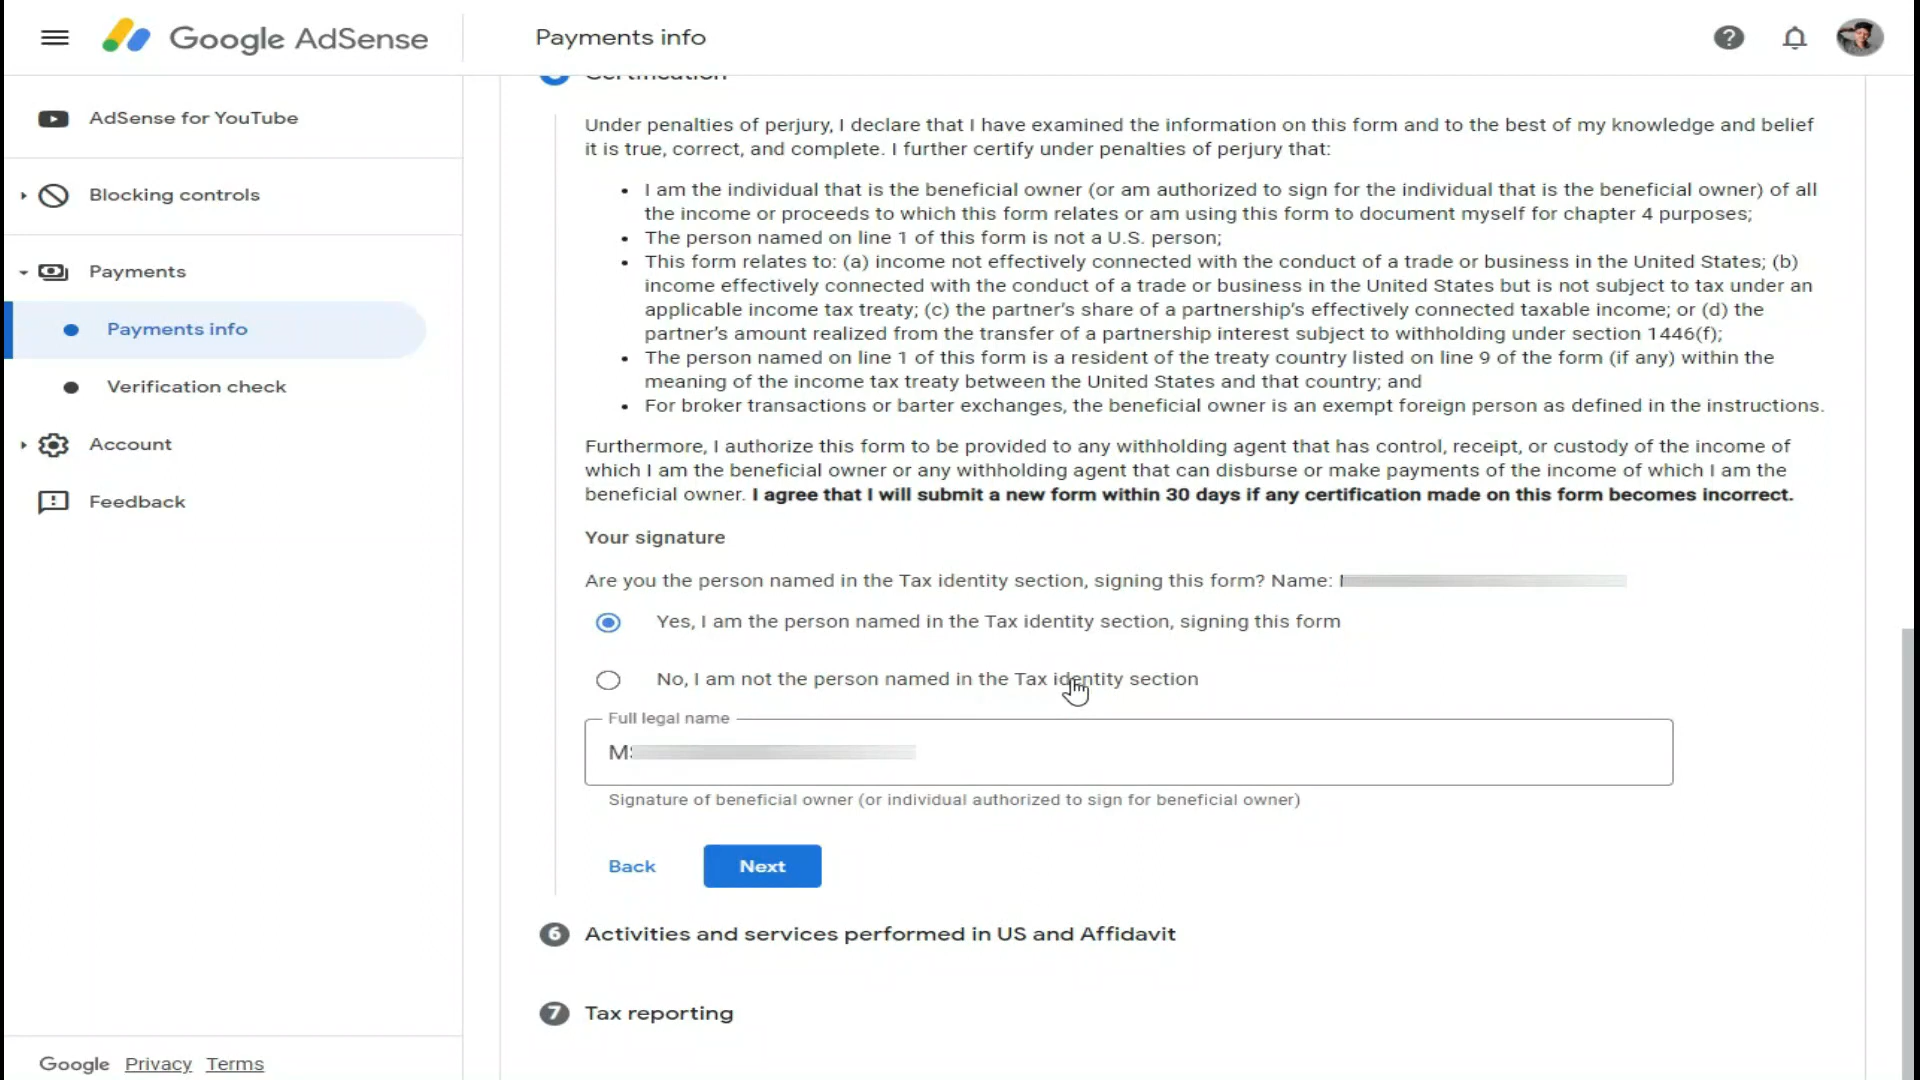 Google AdSense
Payments info
AdSense for YouTube
Blocking controls
Payments
Payments info
Verification check
Account
Feedback
Google Privacy Terms
Certification
Under penalties of perjury, I declare that I have examined the information on this form and to the best of my knowledge and belief
it is true, correct, and complete. I further certify under penalties of perjury that:
• I am the individual that is the beneficial owner (or am authorized to sign for the individual that is the beneficial owner) of all
the income or proceeds to which this form relates or am using this form to document myself for chapter 4 purposes;
• The person named on line 1 of this form is not a U.S. person;
• This form relates to: (a) income not effectively connected with the conduct of a trade or business in the United States; (b)
income effectively connected with the conduct of a trade or business in the United States but is not subject to tax under an
applicable income tax treaty; (c) the partner's share of a partnership's effectively connected taxable income; or (d) the
partner's amount realized from the transfer of a partnership interest subject to withholding under section 1446(f);
• The person named on line 1 of this form is a resident of the treaty country listed on line 9 of the form (if any) within the
meaning of the income tax treaty between the United States and that country; and
• For broker transactions or barter exchanges, the beneficial owner is an exempt foreign person as defined in the instructions.
Furthermore, I authorize this form to be provided to any withholding agent that has control, receipt, or custody of the income of
which I am the beneficial owner or any withholding agent that can disburse or make payments of the income of which I am the
beneficial owner. I agree that I will submit a new form within 30 days if any certification made on this form becomes incorrect.
Your signature
Are you the person named in the Tax identity section, signing this form? Name:
Yes, I am the person named in the Tax identity section, signing this form
No, I am not the person named in the Tax identity section
Full legal name
Signature of beneficial owner (or individual authorized to sign for beneficial owner)
Back Next
6 Activities and services performed in US and Affidavit
7 Tax reporting